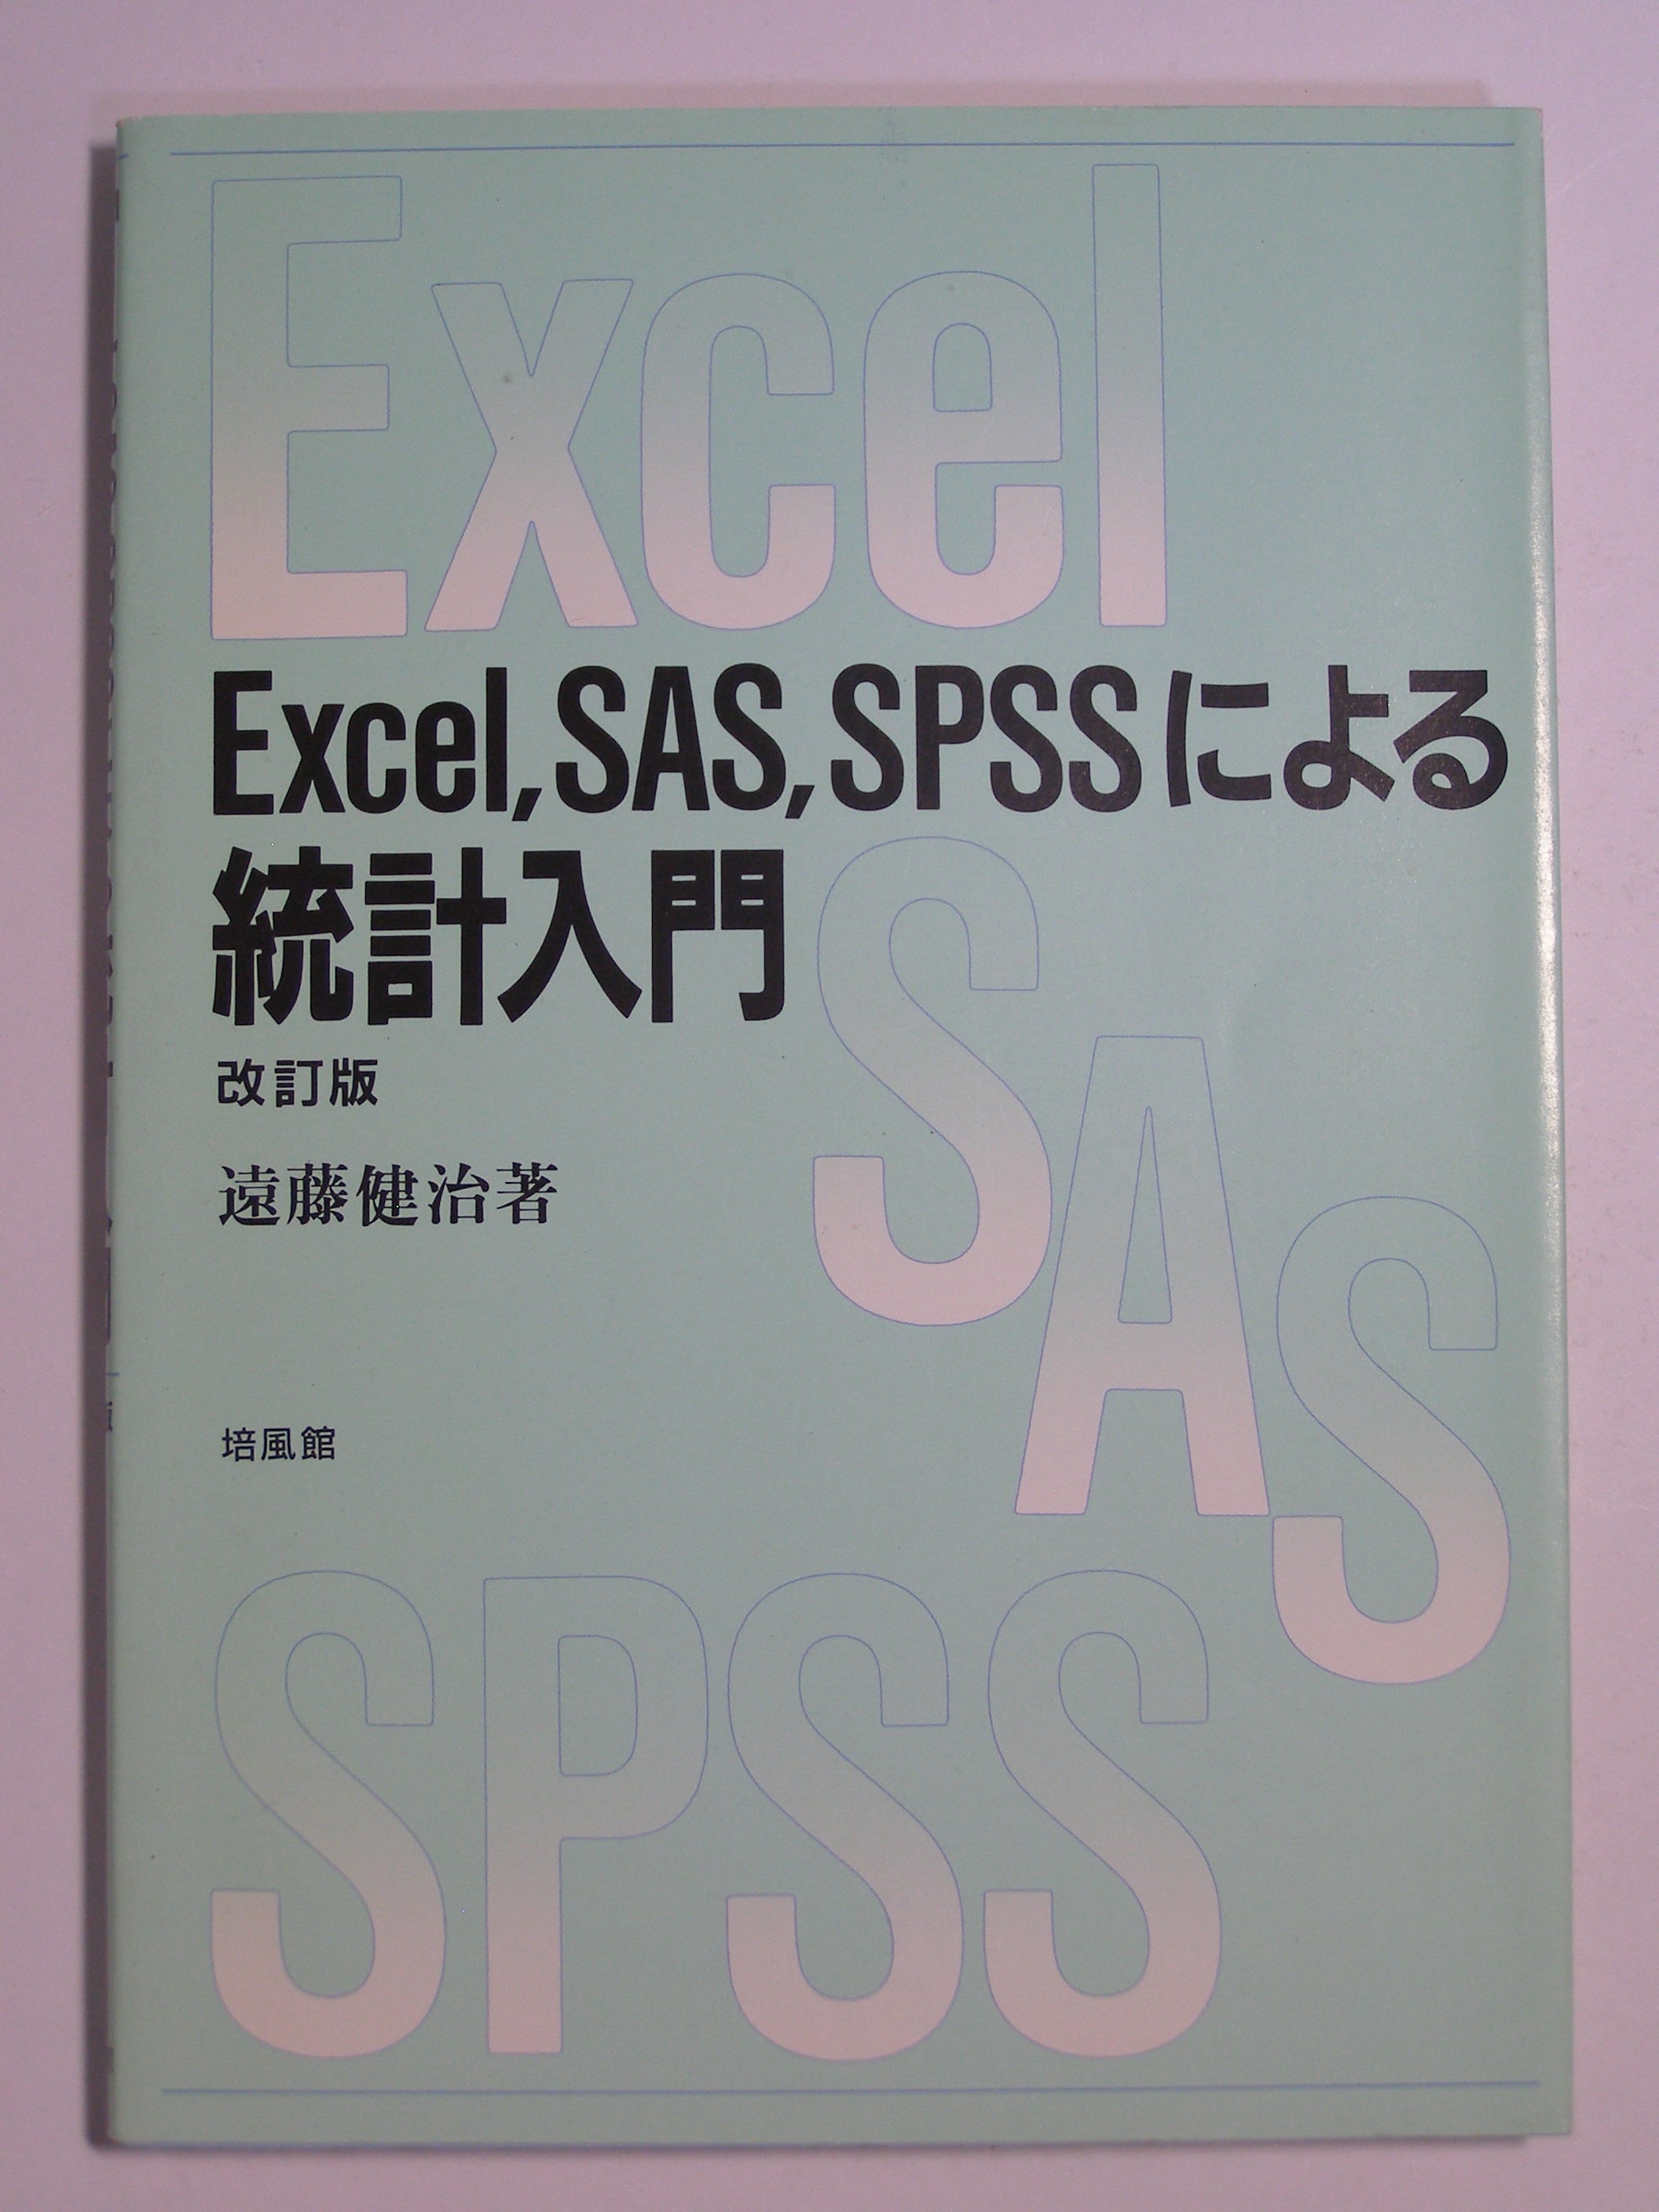 Excel
Excel, SAS, SPSSによる
統計入門
改訂版
遠藤健治著
SAS
培風館
SPSS